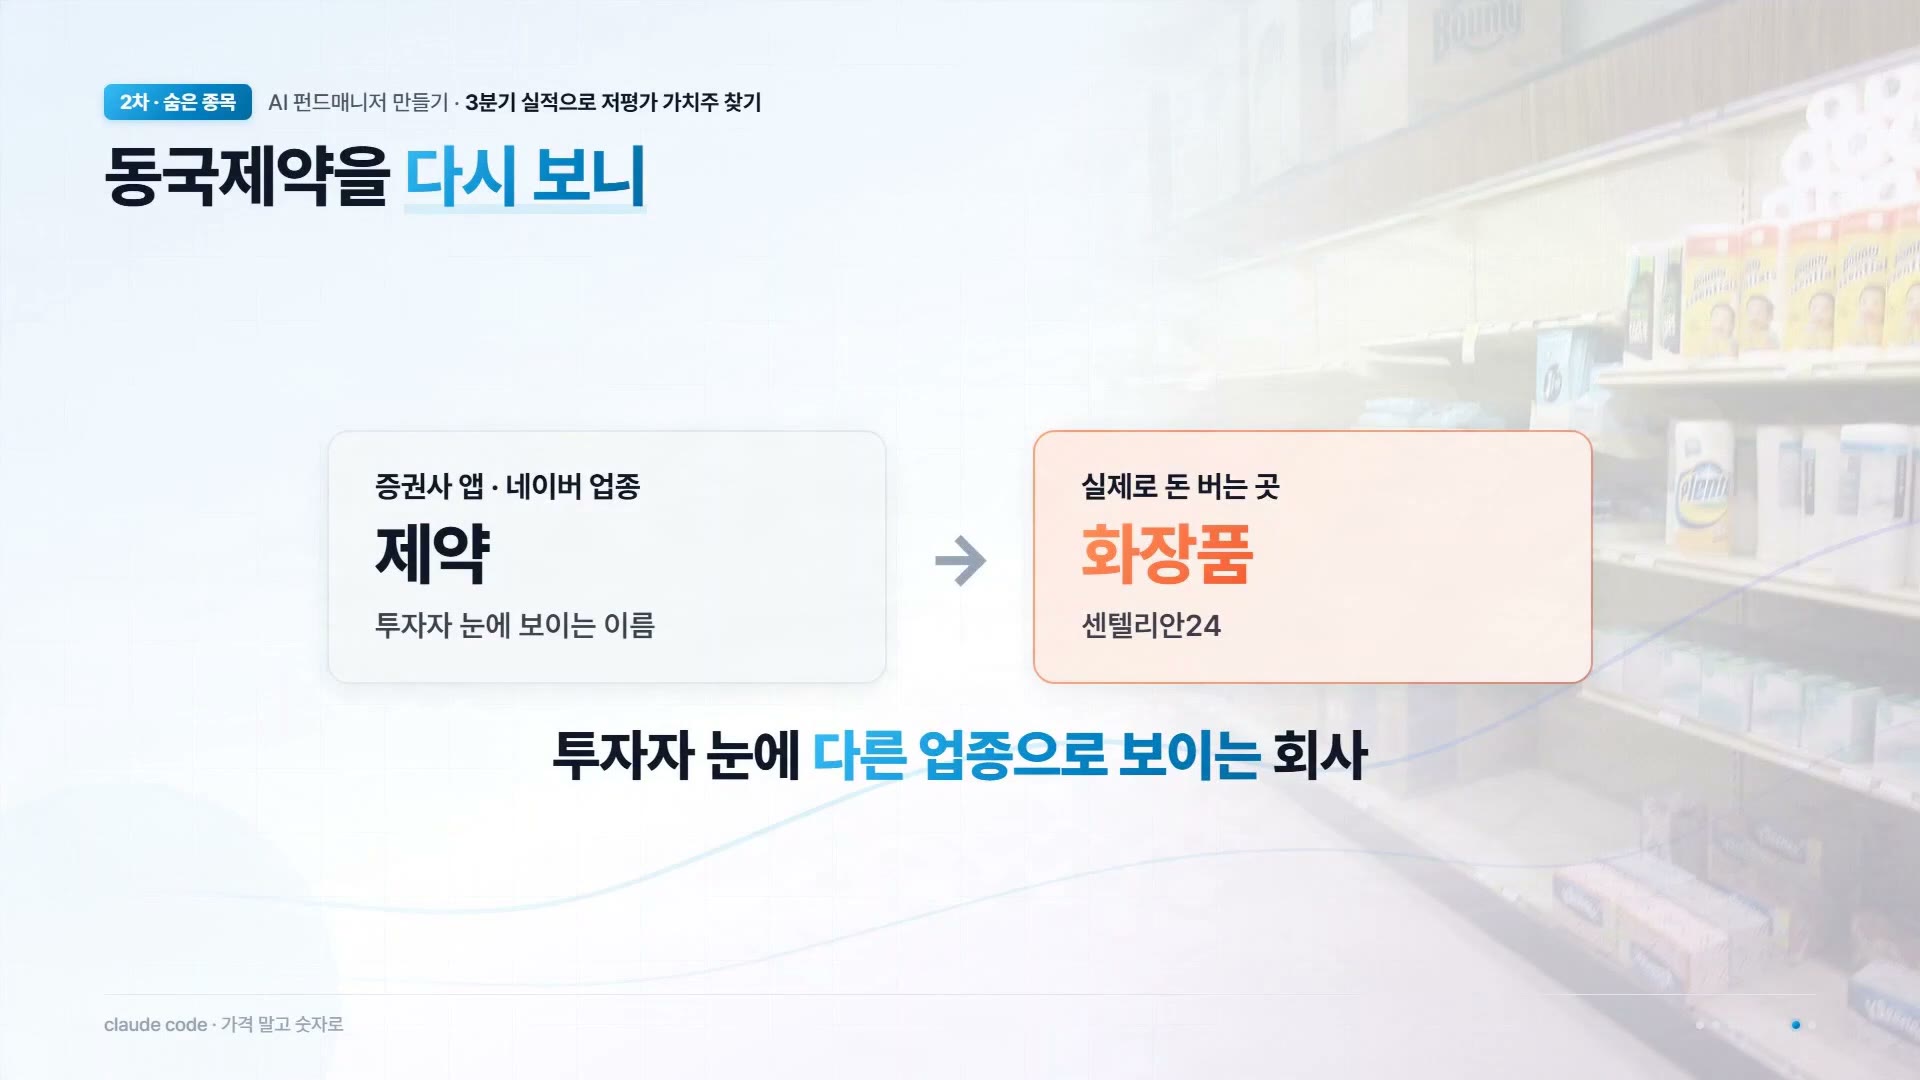 2차 · 숨은 종목 AI 펀드매니저 만들기 · 3분기 실적으로 저평가 가치주 찾기
동국제약을 다시 보니
증권사 앱 · 네이버 업종
제약
투자자 눈에 보이는 이름
→
실제로 돈 버는 곳
화장품
센텔리안24
투자자 눈에 다른 업종으로 보이는 회사
claude code · 가격 말고 숫자로
Bounty
Plenty